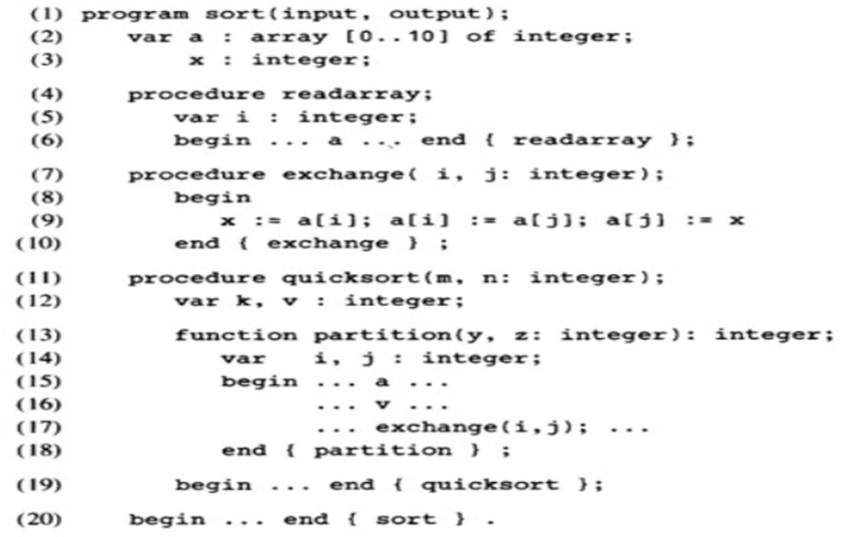 (1) program sort(input, output);
(2) var a : array [0..10] of integer;
(3) x : integer;
(4) procedure readarray;
(5) var i : integer;
(6) begin ... a ... end { readarray };
(7) procedure exchange( i, j: integer);
(8) begin
(9) x := a[i]; a[i] := a[j]; a[j] := x
(10) end { exchange } ;
(11) procedure quicksort(m, n: integer);
(12) var k, v : integer;
(13) function partition(y, z: integer): integer;
(14) var i, j : integer;
(15) begin ... a ...
(16) ... v ...
(17) ... exchange(i,j); ...
(18) end { partition } ;
(19) begin ... end { quicksort };
(20) begin ... end { sort } .